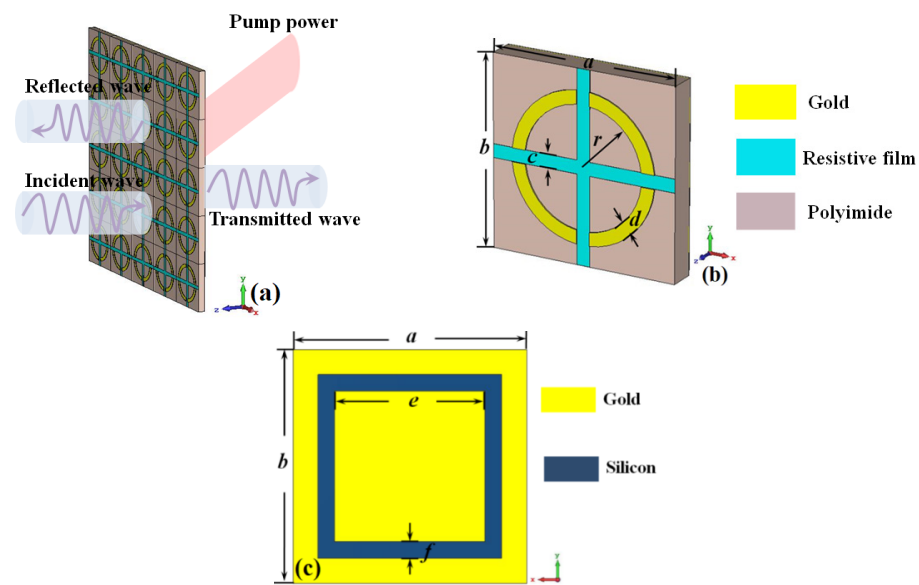 Pump power
Reflected wave
Incident wave
Transmitted wave
y
z
x
(a)
a
b
c
r
d
Gold
Resistive film
Polyimide
y
z
x
(b)
a
b
e
f
Gold
Silicon
(c)
y
x